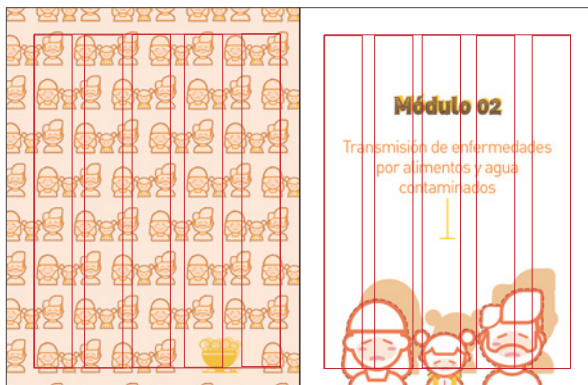 Módulo 02
Transmisión de enfermedades
por alimentos y agua
contaminados